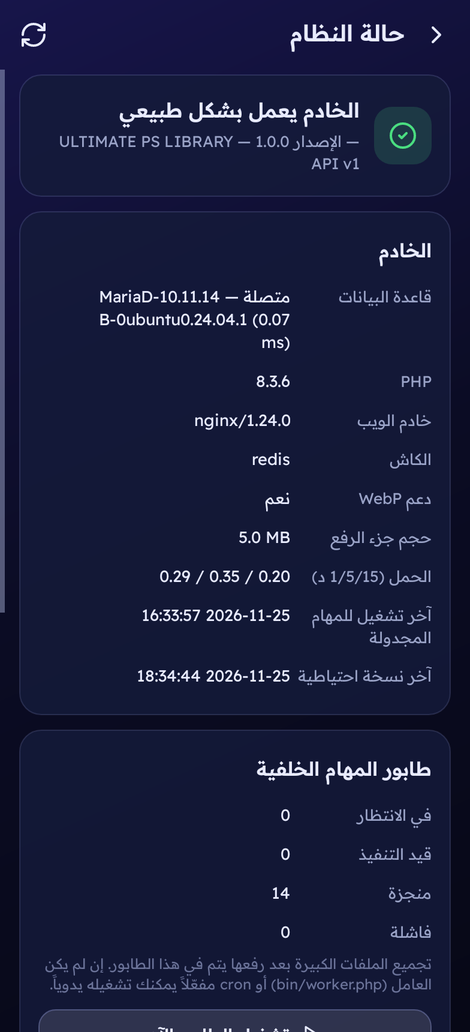 حالة النظام
الخادم يعمل بشكل طبيعي
ULTIMATE PS LIBRARY — الإصدار 1.0.0 —
API v1
الخادم
قاعدة البيانات متصلة — MariaD-10.11.14
B-0ubuntu0.24.04.1 (0.07
ms)
PHP 8.3.6
خادم الويب nginx/1.24.0
الكاش redis
دعم WebP نعم
حجم جزء الرفع 5.0 MB
الحمل (1/5/15 د) 0.29 / 0.35 / 0.20
آخر تشغيل للمهام 2026-11-25 16:33:57
المجدولة
آخر نسخة احتياطية 2026-11-25 18:34:44
طابور المهام الخلفية
في الانتظار 0
قيد التنفيذ 0
منجزة 14
فاشلة 0
تجميع الملفات الكبيرة بعد رفعها يتم في هذا الطابور. إن لم يكن
العامل (bin/worker.php) أو cron مفعّلاً يمكنك تشغيله يدوياً.